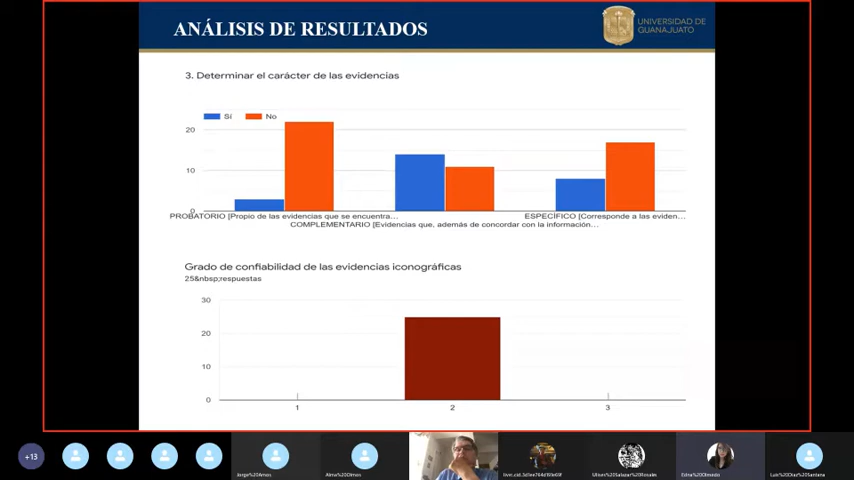 ANÁLISIS DE RESULTADOS
UNIVERSIDAD DE
GUANAJUATO
3. Determinar el carácter de las evidencias
Sí No
20
10
0
PROBATORIO [Propio de las evidencias que se encuentra…
ESPECÍFICO [Corresponde a las eviden…
COMPLEMENTARIO [Evidencias que, además de concordar con la información…
Grado de confiabilidad de las evidencias iconográficas
25&nbsp;respuestas
30
20
10
0
1 2 3
+13